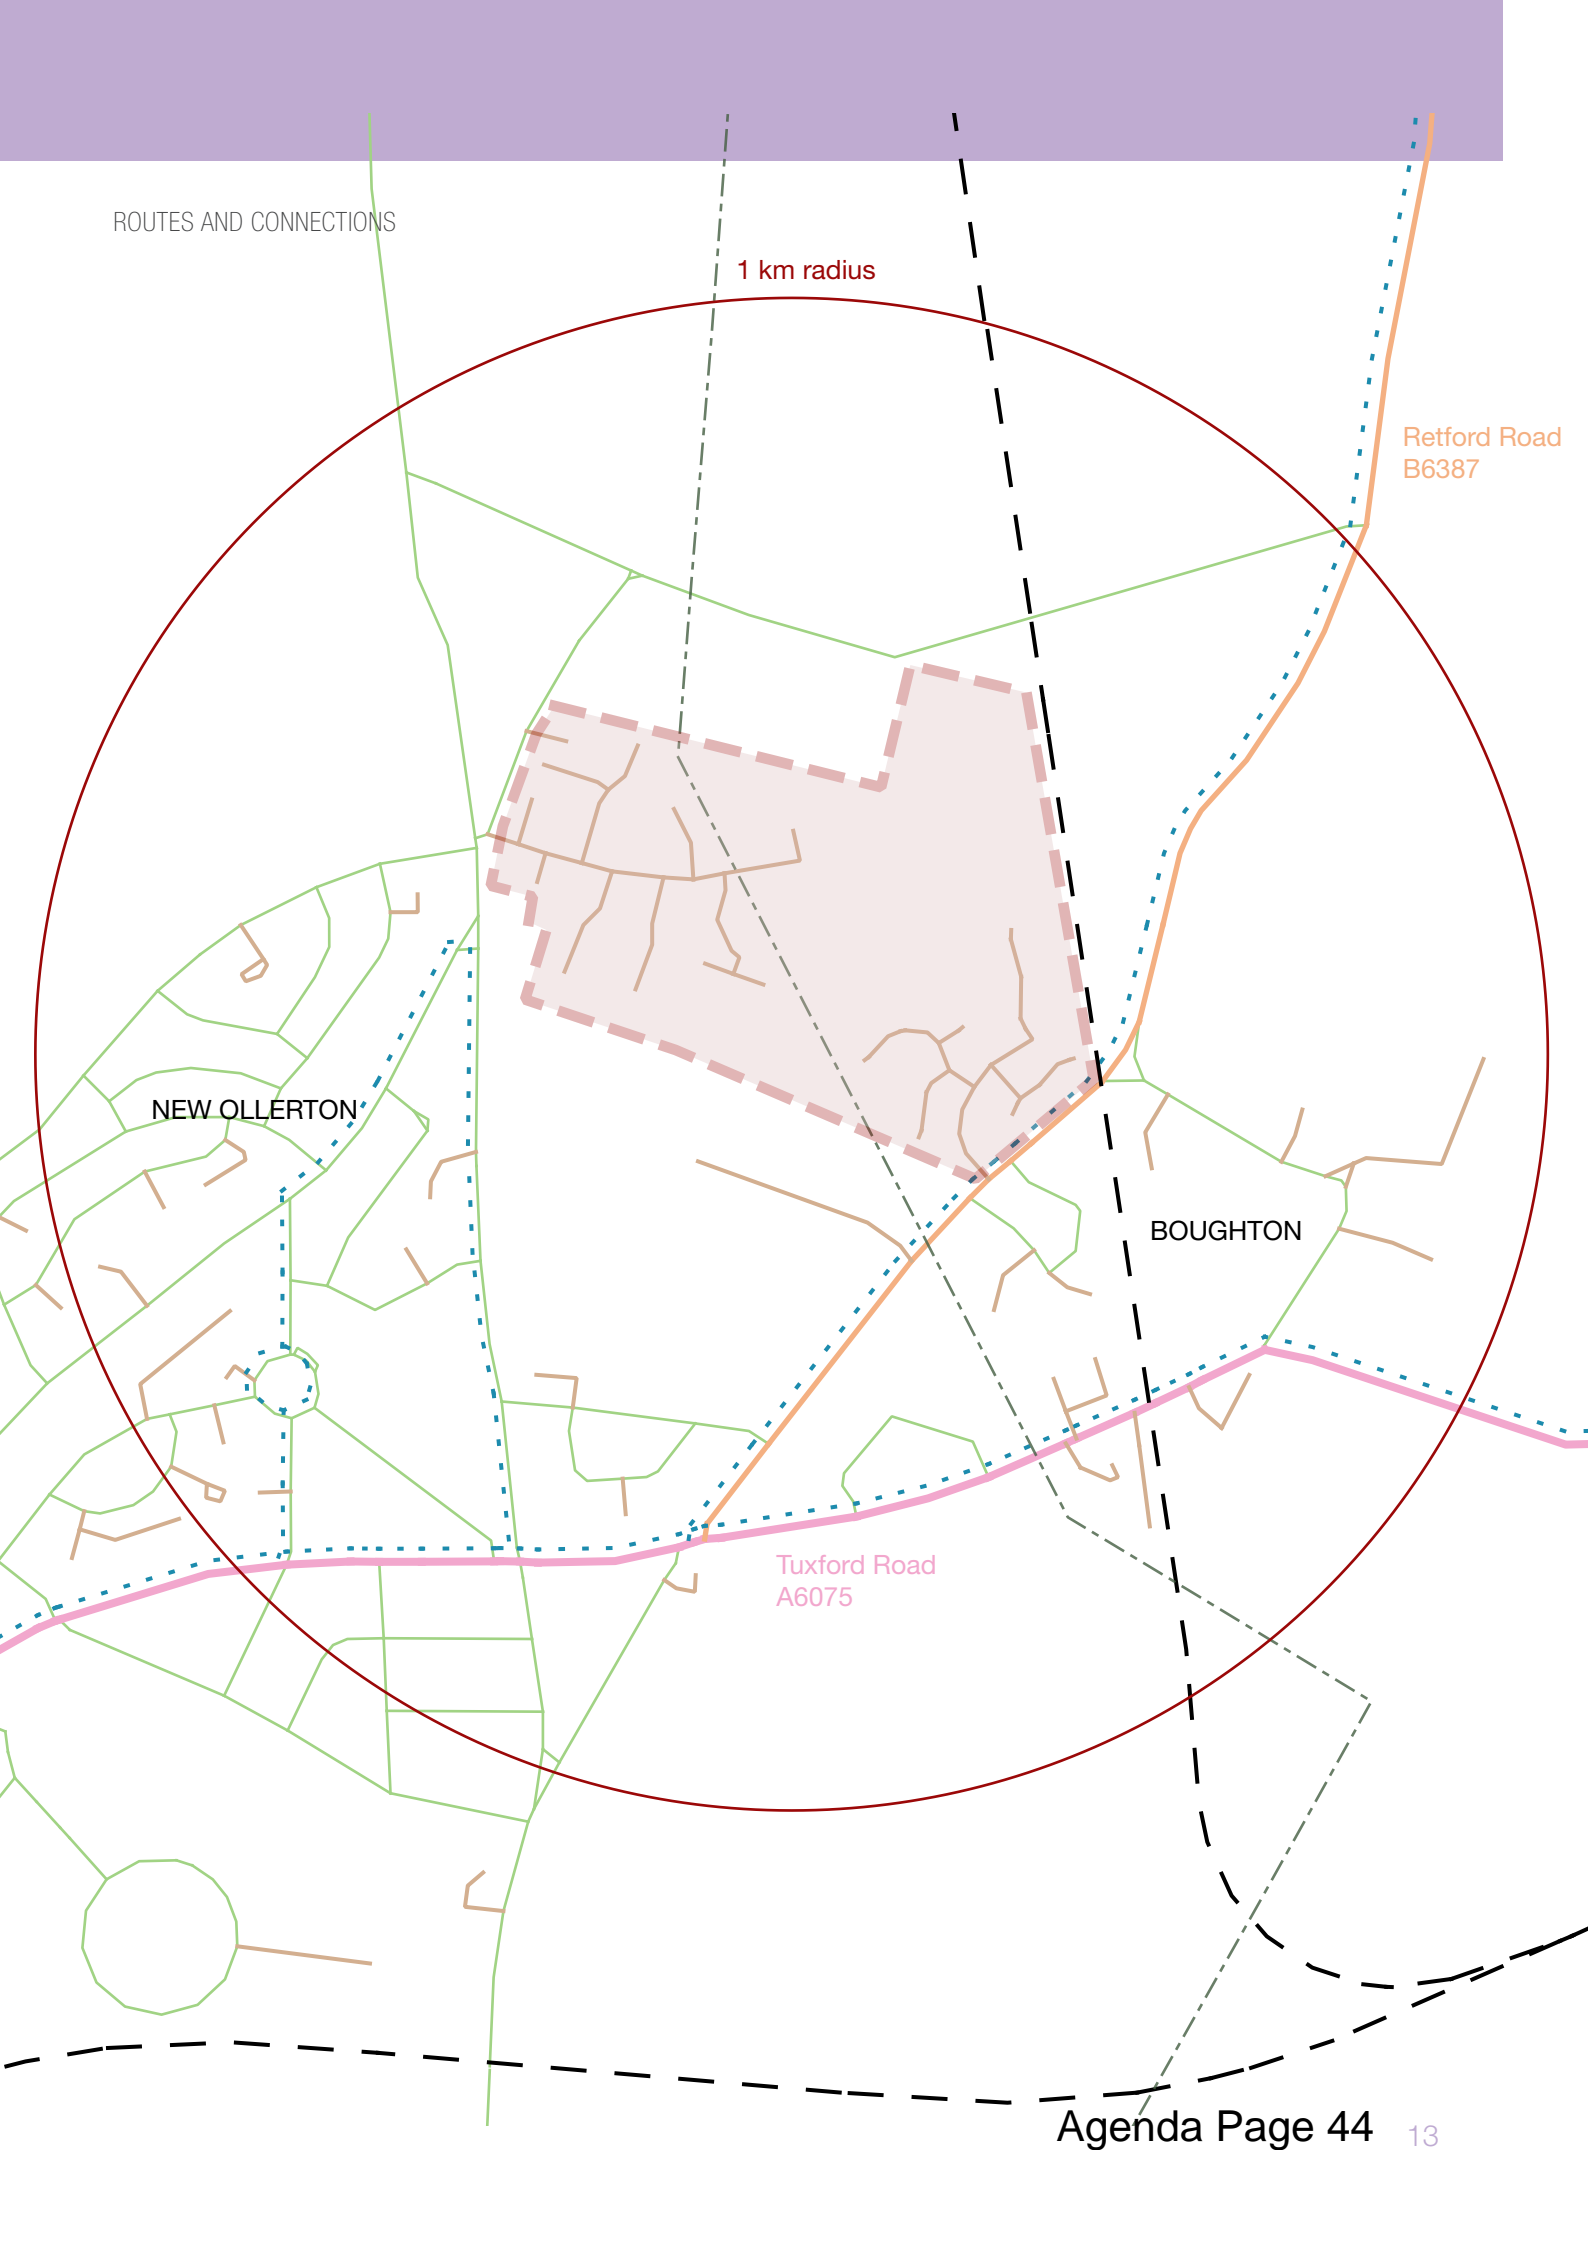 ROUTES AND CONNECTIONS
1 km radius
Retford Road
B6387
NEW OLLERTON
BOUGHTON
Tuxford Road
A6075
Agenda Page 44
13